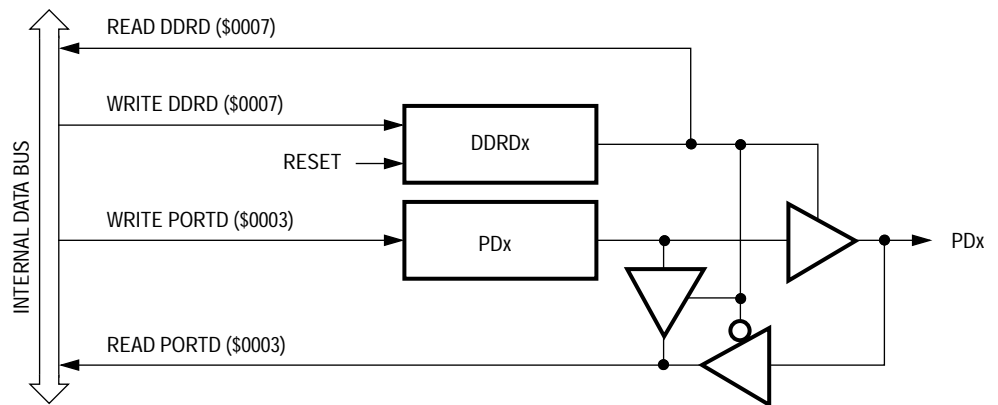 READ DDRD ($0007)
WRITE DDRD ($0007)
DDRDx
RESET
WRITE PORTD ($0003)
PDx
PDx
READ PORTD ($0003)
INTERNAL DATA BUS